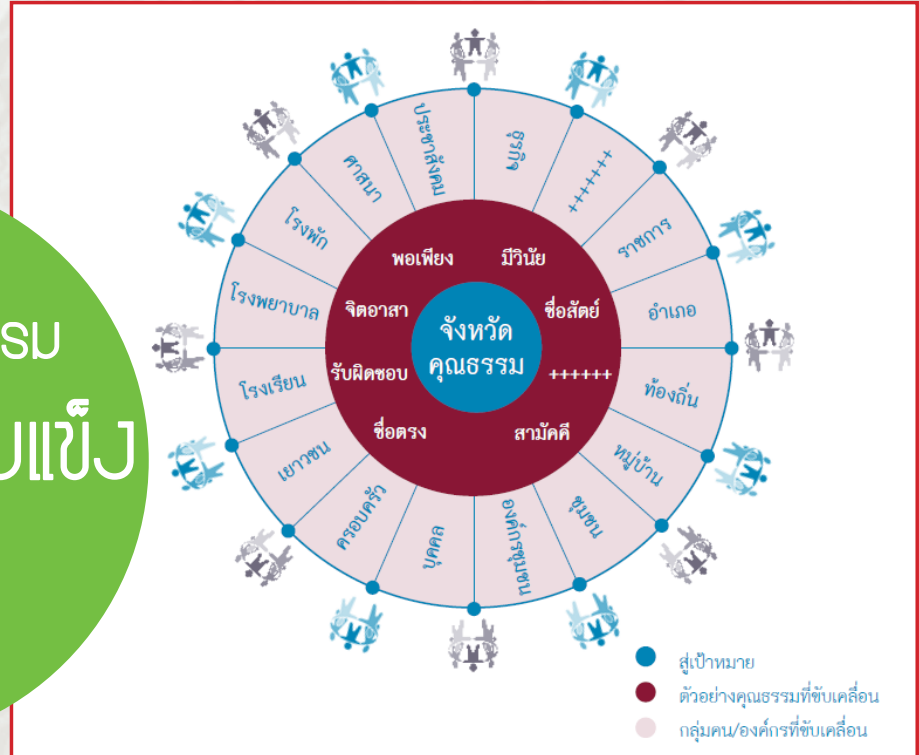 รม
แข็ง
จังหวัด
คุณธรรม
พอเพียง
มีวินัย
ซื่อสัตย์
++++++
สามัคคี
ซื่อตรง
รับผิดชอบ
จิตอาสา
ประชาสังคม
ธุรกิจ
+++++++
ราชการ
อำเภอ
ท้องถิ่น
หมู่บ้าน
ชุมชน
องค์กรชุมชน
บุคคล
ครอบครัว
เยาวชน
โรงเรียน
โรงพยาบาล
โรงพัก
ศาสนา
สู่เป้าหมาย
ตัวอย่างคุณธรรมที่ขับเคลื่อน
กลุ่มคน/องค์กรที่ขับเคลื่อน